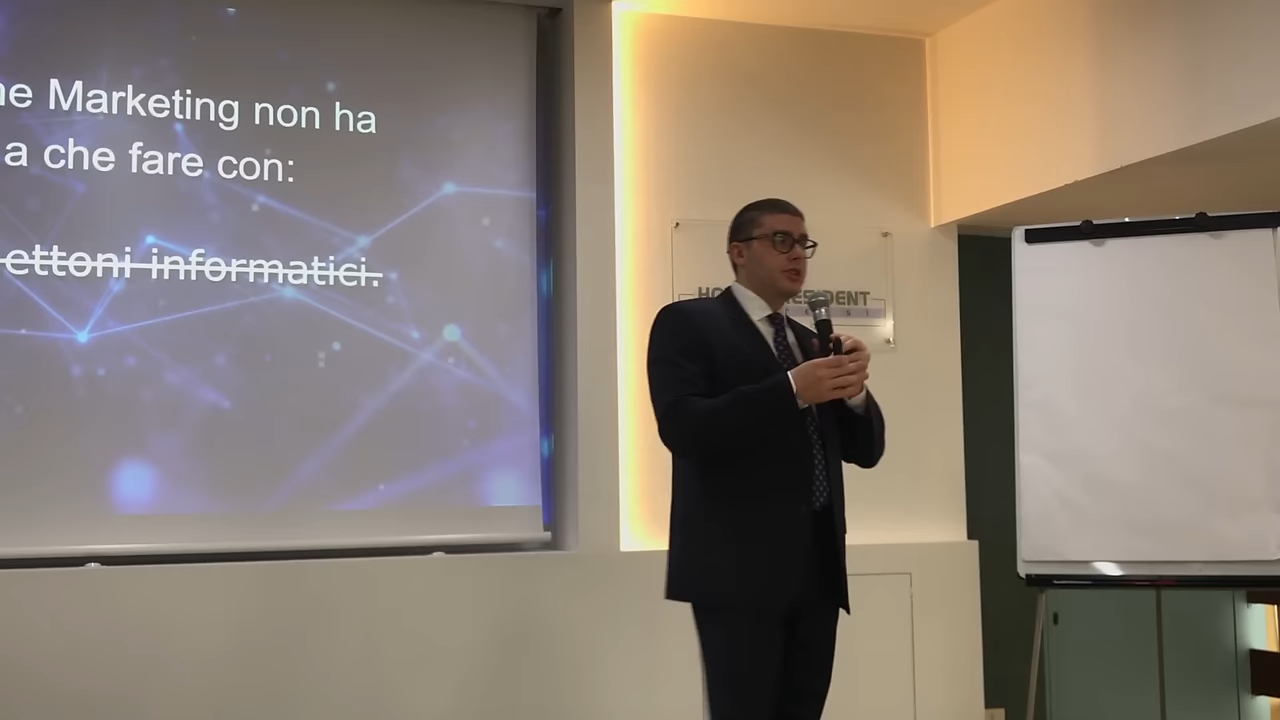 ne Marketing non ha
a che fare con:
ettoni informatici.